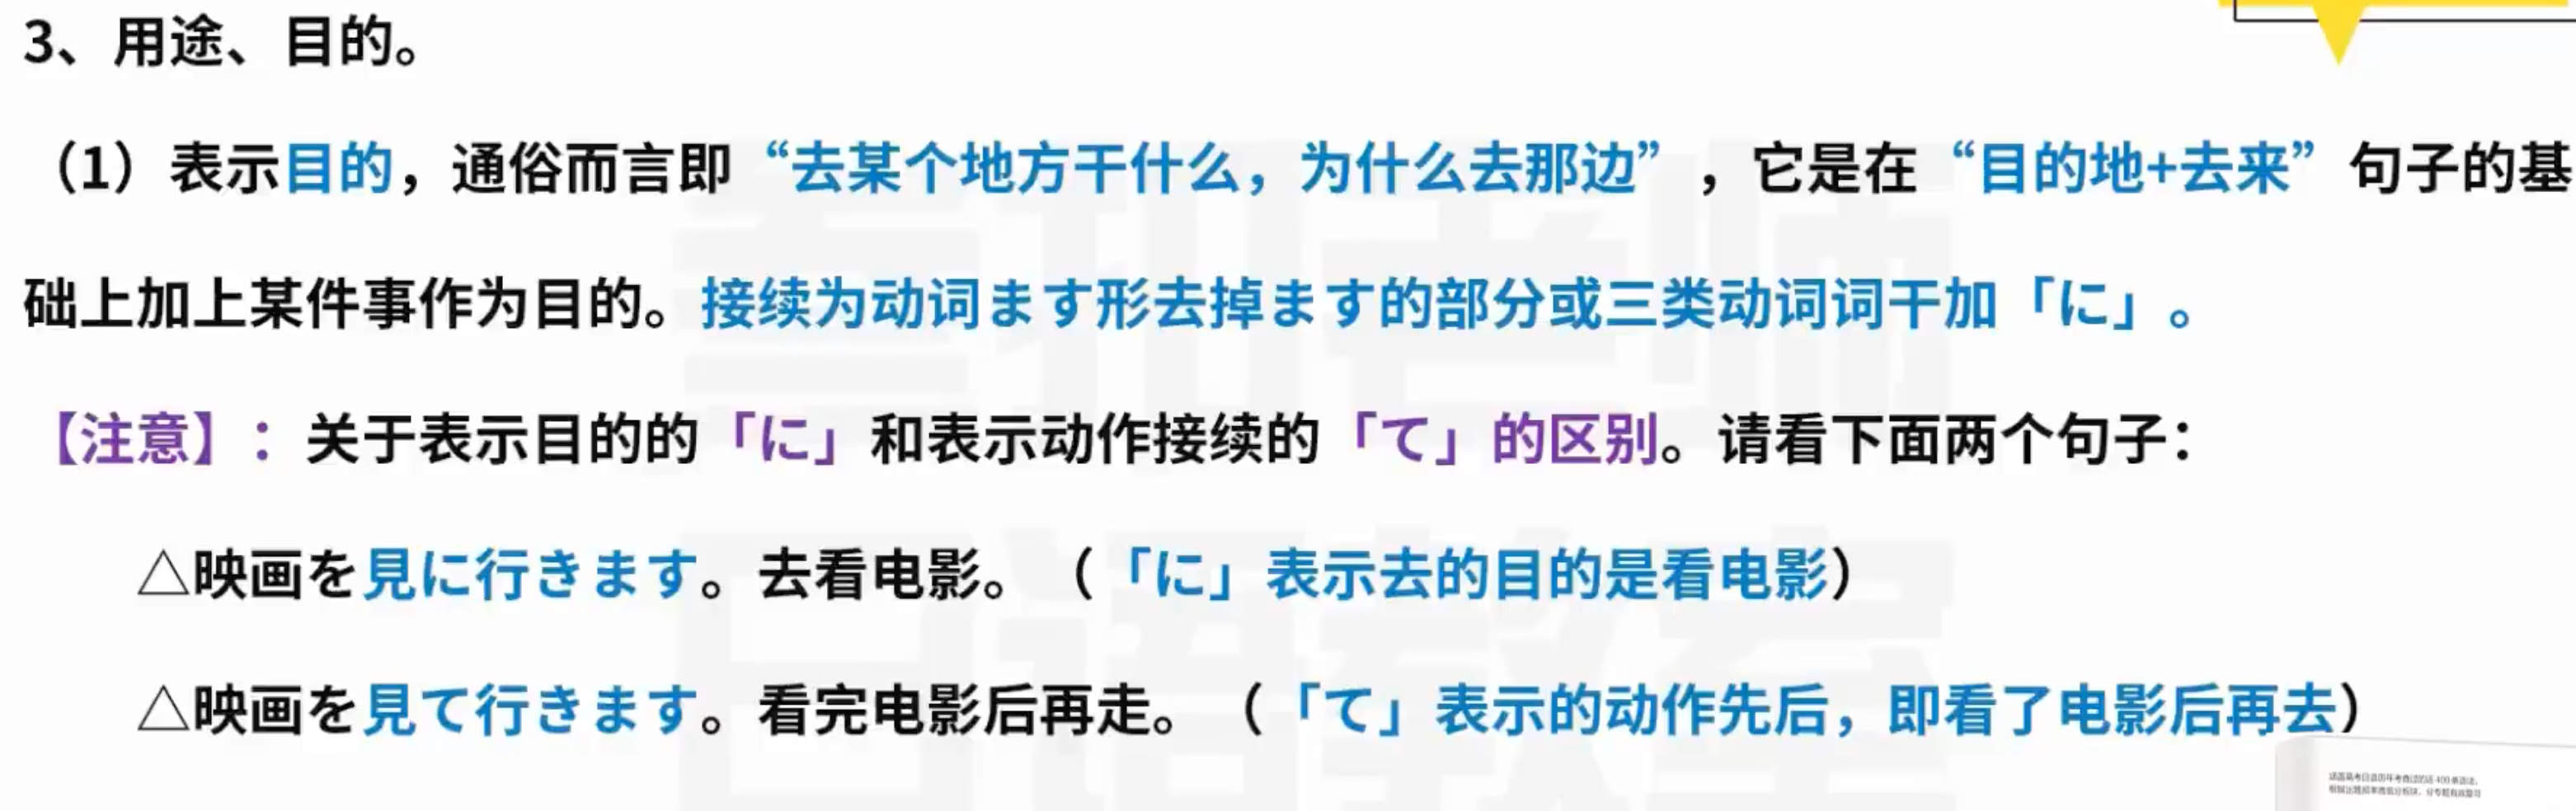 3、用途、目的。
（1）表示目的，通俗而言即“去某个地方干什么，为什么去那边”，它是在“目的地+去来”句子的基
础上加上某件事作为目的。接续为动词ます形去掉ます的部分或三类动词词干加「に」。
【注意】：关于表示目的的「に」和表示动作接续的「て」的区别。请看下面两个句子：
△映画を見に行きます。去看电影。（「に」表示去的目的是看电影）
△映画を見て行きます。看完电影后再走。（「て」表示的动作先后，即看了电影后再去）
老师
日语教室